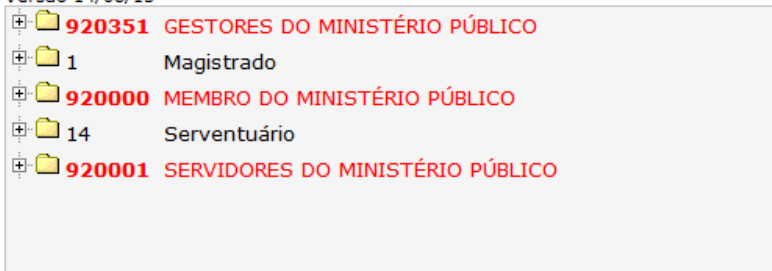 920351 GESTORES DO MINISTÉRIO PÚBLICO
1 Magistrado
920000 MEMBRO DO MINISTÉRIO PÚBLICO
14 Serventuário
920001 SERVIDORES DO MINISTÉRIO PÚBLICO